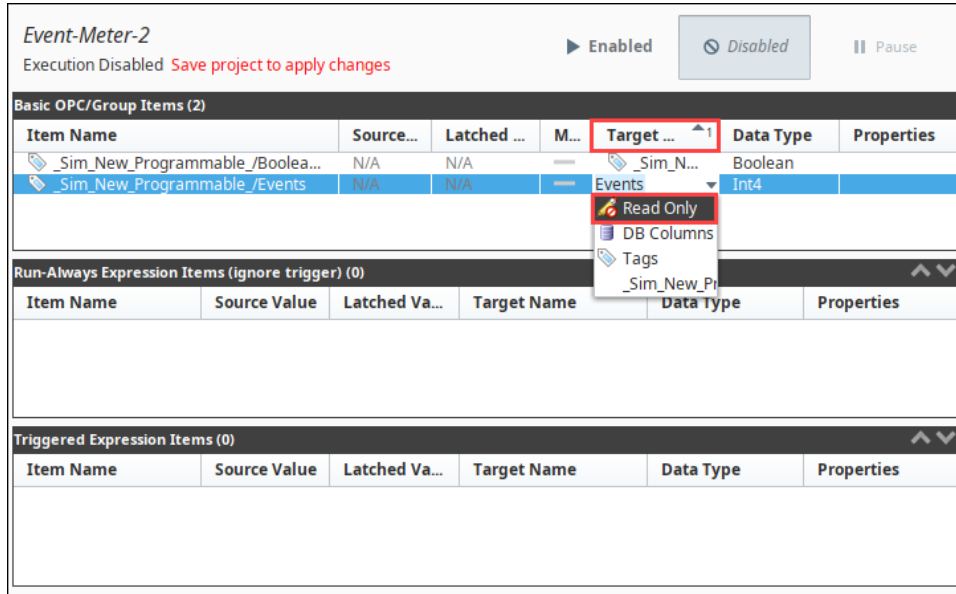 Event-Meter-2
Enabled Disabled Pause
Execution Disabled Save project to apply changes
Basic OPC/Group Items (2)
Item Name Source... Latched ... M... Target ... 1 Data Type Properties
_Sim_New_Programmable_/Boolea... N/A N/A _Sim_N... Boolean
_Sim_New_Programmable_/Events N/A N/A Events Int4
Read Only
DB Columns
Tags
_Sim_New_Pr
Run-Always Expression Items (ignore trigger) (0)
Item Name Source Value Latched Va... Target Name Data Type Properties
Triggered Expression Items (0)
Item Name Source Value Latched Va... Target Name Data Type Properties